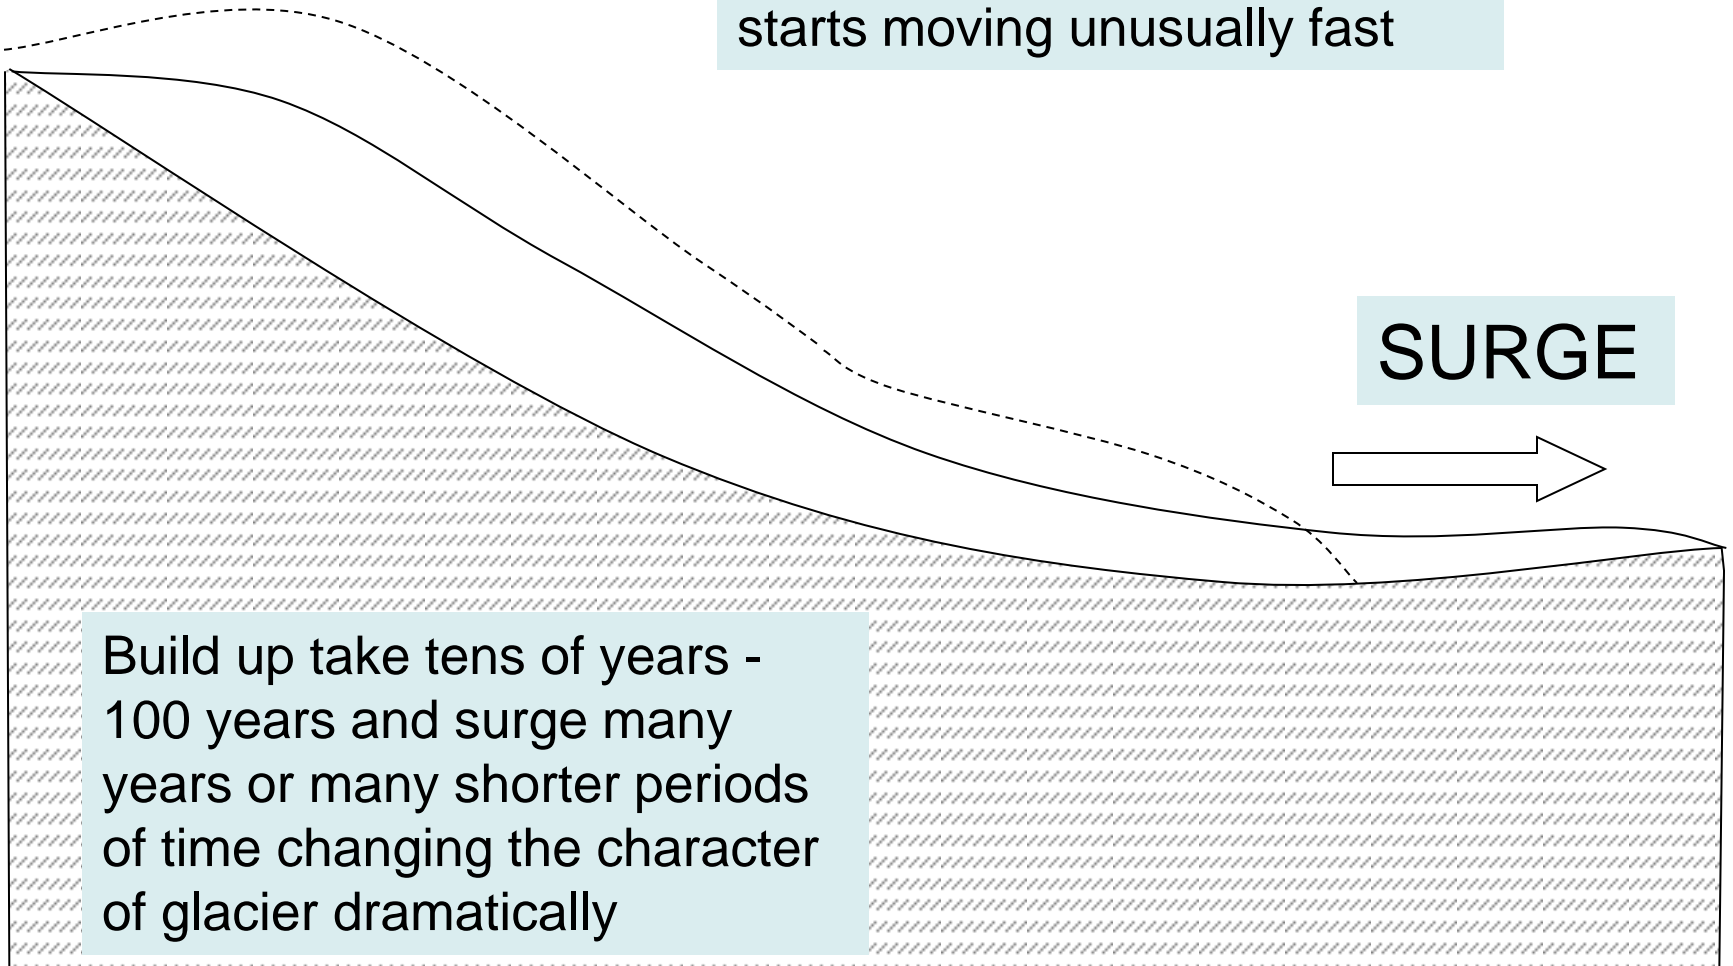 starts moving unusually fast
SURGE
Build up take tens of years -
100 years and surge many
years or many shorter periods
of time changing the character
of glacier dramatically